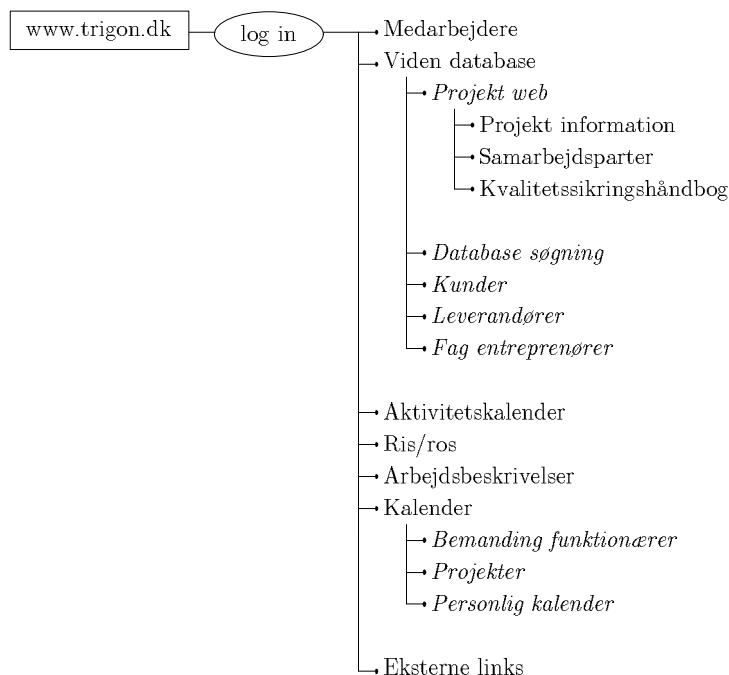 www.trigon.dk log in Medarbejdere
Viden database
Projekt web
Projekt information
Samarbejdsparter
Kvalitetssikringshåndbog
Database søgning
Kunder
Leverandører
Fag entreprenører
Aktivitetskalender
Ris/ros
Arbejdsbeskrivelser
Kalender
Bemanding funktionærer
Projekter
Personlig kalender
Eksterne links